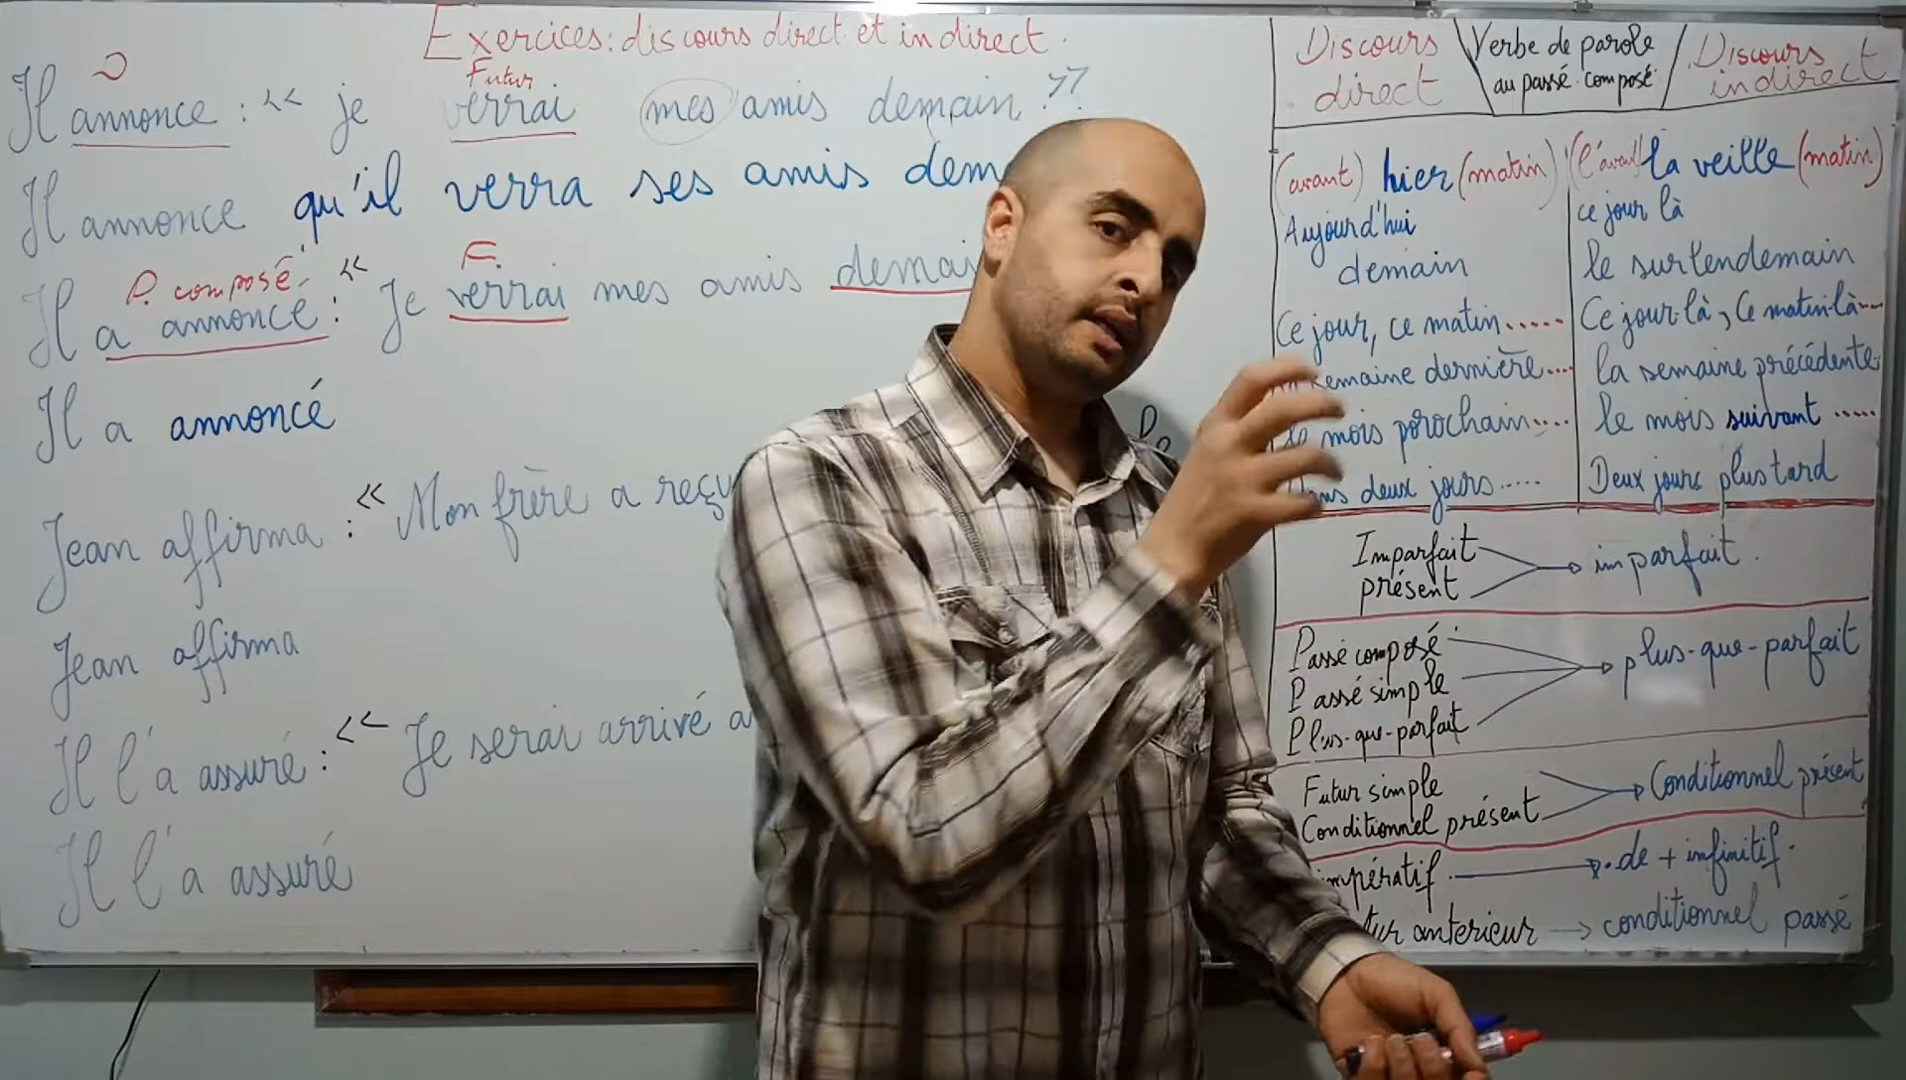 Exercices: discours direct et indirect.
Futur
Il annonce : << je verrai mes amis demain. >>
Il annonce qu'il verra ses amis
P. composé
F.
Il a annoncé : << Je verrai mes amis
Il a annoncé
Jean affirma : << Mon frère a reçu
Jean affirma
Il l'a assuré : << Je serai arrivé
Il l'a assuré
Discours direct
Verbe de parole au passé composé
Discours indirect
(avant) hier (matin) (l'avant) la veille (matin)
Aujourd'hui ce jour là
demain le surlendemain
Ce jour, ce matin..... Ce jour-là, Ce matin-là....
semaine dernière.... la semaine précédente
mois porochain.... le mois suivant .....
deux jours..... Deux jours plus tard
Imparfait
présent
imparfait.
Passé composé
Passé simple
Plus-que-parfait
plus-que-parfait
Futur simple
Conditionnel présent
Conditionnel présent
impératif. .de + infinitif.
anterieur → conditionnel passé